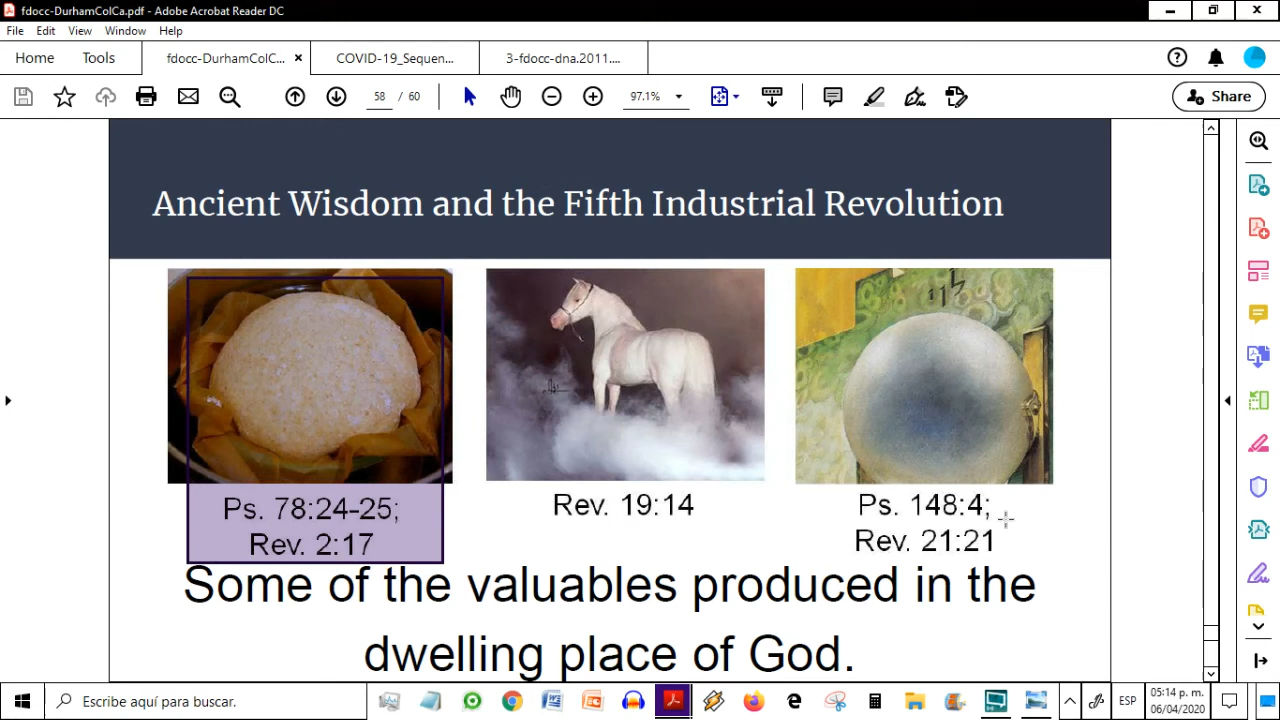 fdocc-DurhamColCa.pdf - Adobe Acrobat Reader DC
File Edit View Window Help
Home Tools fdocc-DurhamColC... COVID-19_Sequen... 3-fdocc-dna.2011....
58 / 60 97.1% Share
Ancient Wisdom and the Fifth Industrial Revolution
Ps. 78:24-25;
Rev. 2:17
Rev. 19:14
Ps. 148:4;
Rev. 21:21
Some of the valuables produced in the
dwelling place of God.
Escribe aquí para buscar.
ESP
05:14 p. m.
06/04/2020